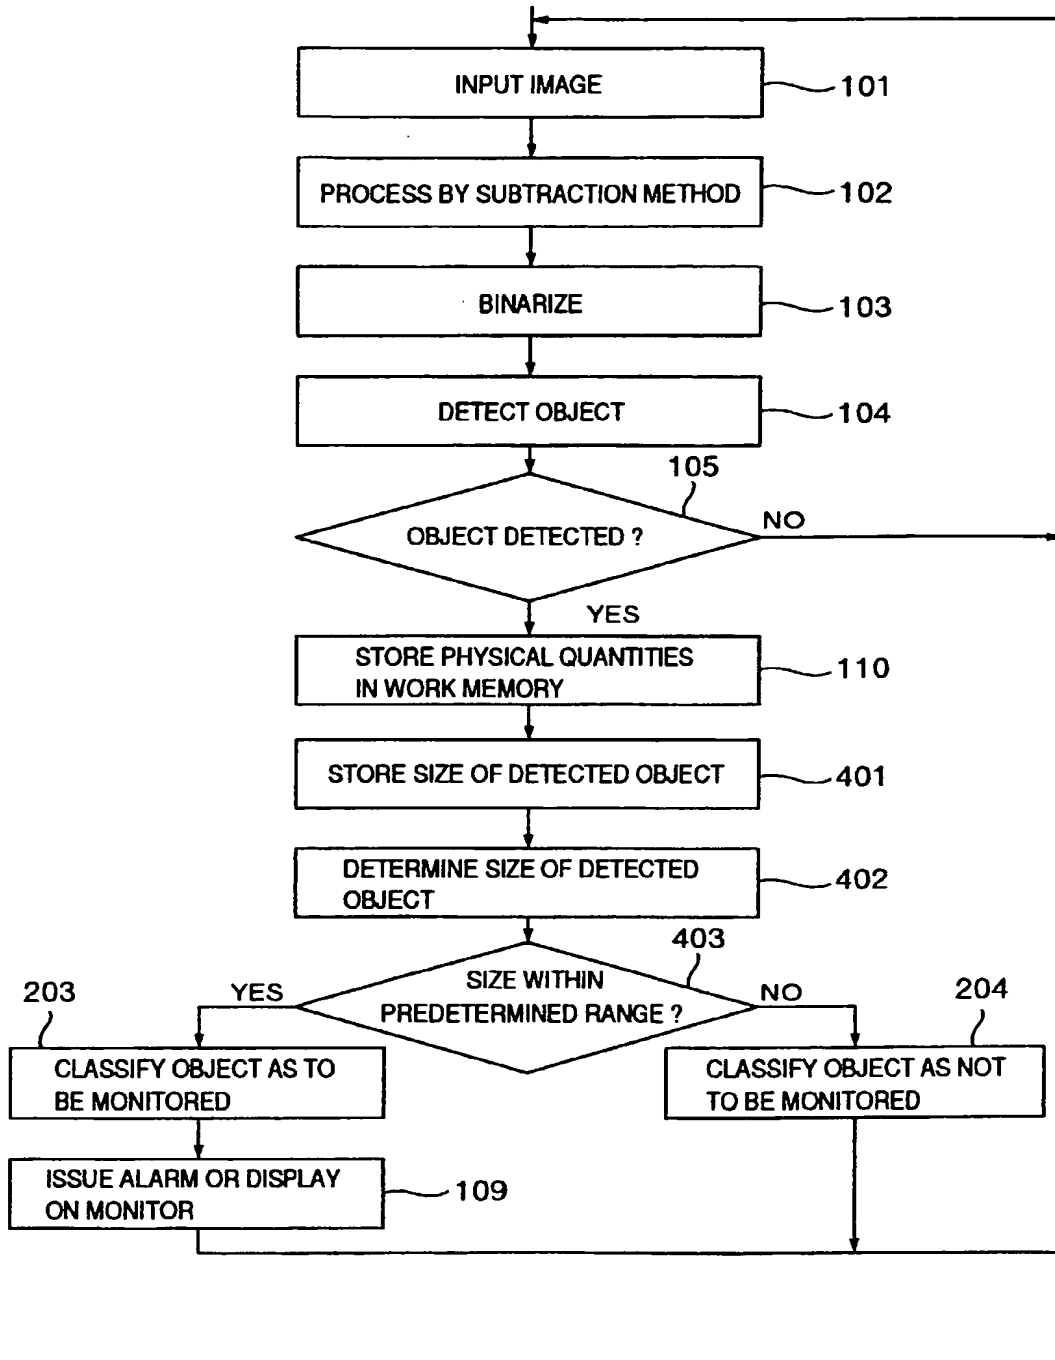 INPUT IMAGE
101
PROCESS BY SUBTRACTION METHOD
102
BINARIZE
103
DETECT OBJECT
104
105
OBJECT DETECTED ?
NO
YES
STORE PHYSICAL QUANTITIES
IN WORK MEMORY
110
STORE SIZE OF DETECTED OBJECT
401
DETERMINE SIZE OF DETECTED
OBJECT
402
403
SIZE WITHIN
PREDETERMINED RANGE ?
YES
NO
203
CLASSIFY OBJECT AS TO
BE MONITORED
204
CLASSIFY OBJECT AS NOT
TO BE MONITORED
ISSUE ALARM OR DISPLAY
ON MONITOR
109